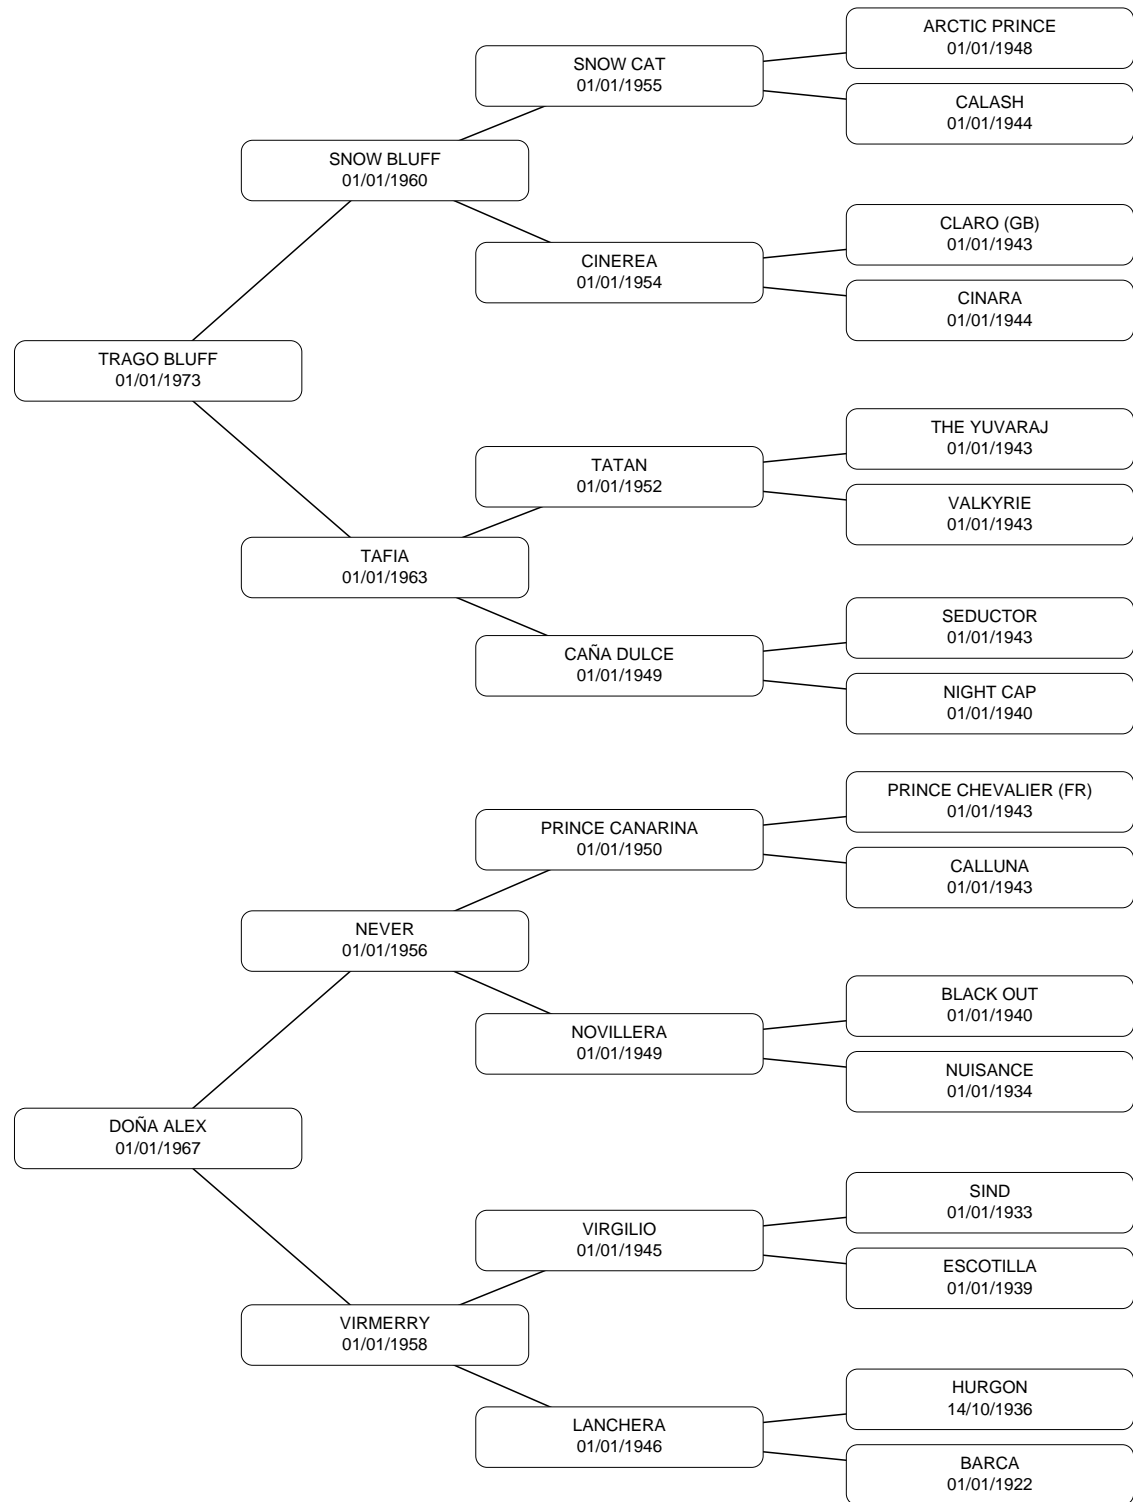 ARCTIC PRINCE
01/01/1948
SNOW CAT
01/01/1955
CALASH
01/01/1944
SNOW BLUFF
01/01/1960
CLARO (GB)
01/01/1943
CINEREA
01/01/1954
CINARA
01/01/1944
TRAGO BLUFF
01/01/1973
THE YUVARAJ
01/01/1943
TATAN
01/01/1952
VALKYRIE
01/01/1943
TAFIA
01/01/1963
SEDUCTOR
01/01/1943
CAÑA DULCE
01/01/1949
NIGHT CAP
01/01/1940
PRINCE CHEVALIER (FR)
01/01/1943
PRINCE CANARINA
01/01/1950
CALLUNA
01/01/1943
NEVER
01/01/1956
BLACK OUT
01/01/1940
NOVILLERA
01/01/1949
NUISANCE
01/01/1934
DOÑA ALEX
01/01/1967
SIND
01/01/1933
VIRGILIO
01/01/1945
ESCOTILLA
01/01/1939
VIRMERRY
01/01/1958
HURGON
14/10/1936
LANCHERA
01/01/1946
BARCA
01/01/1922